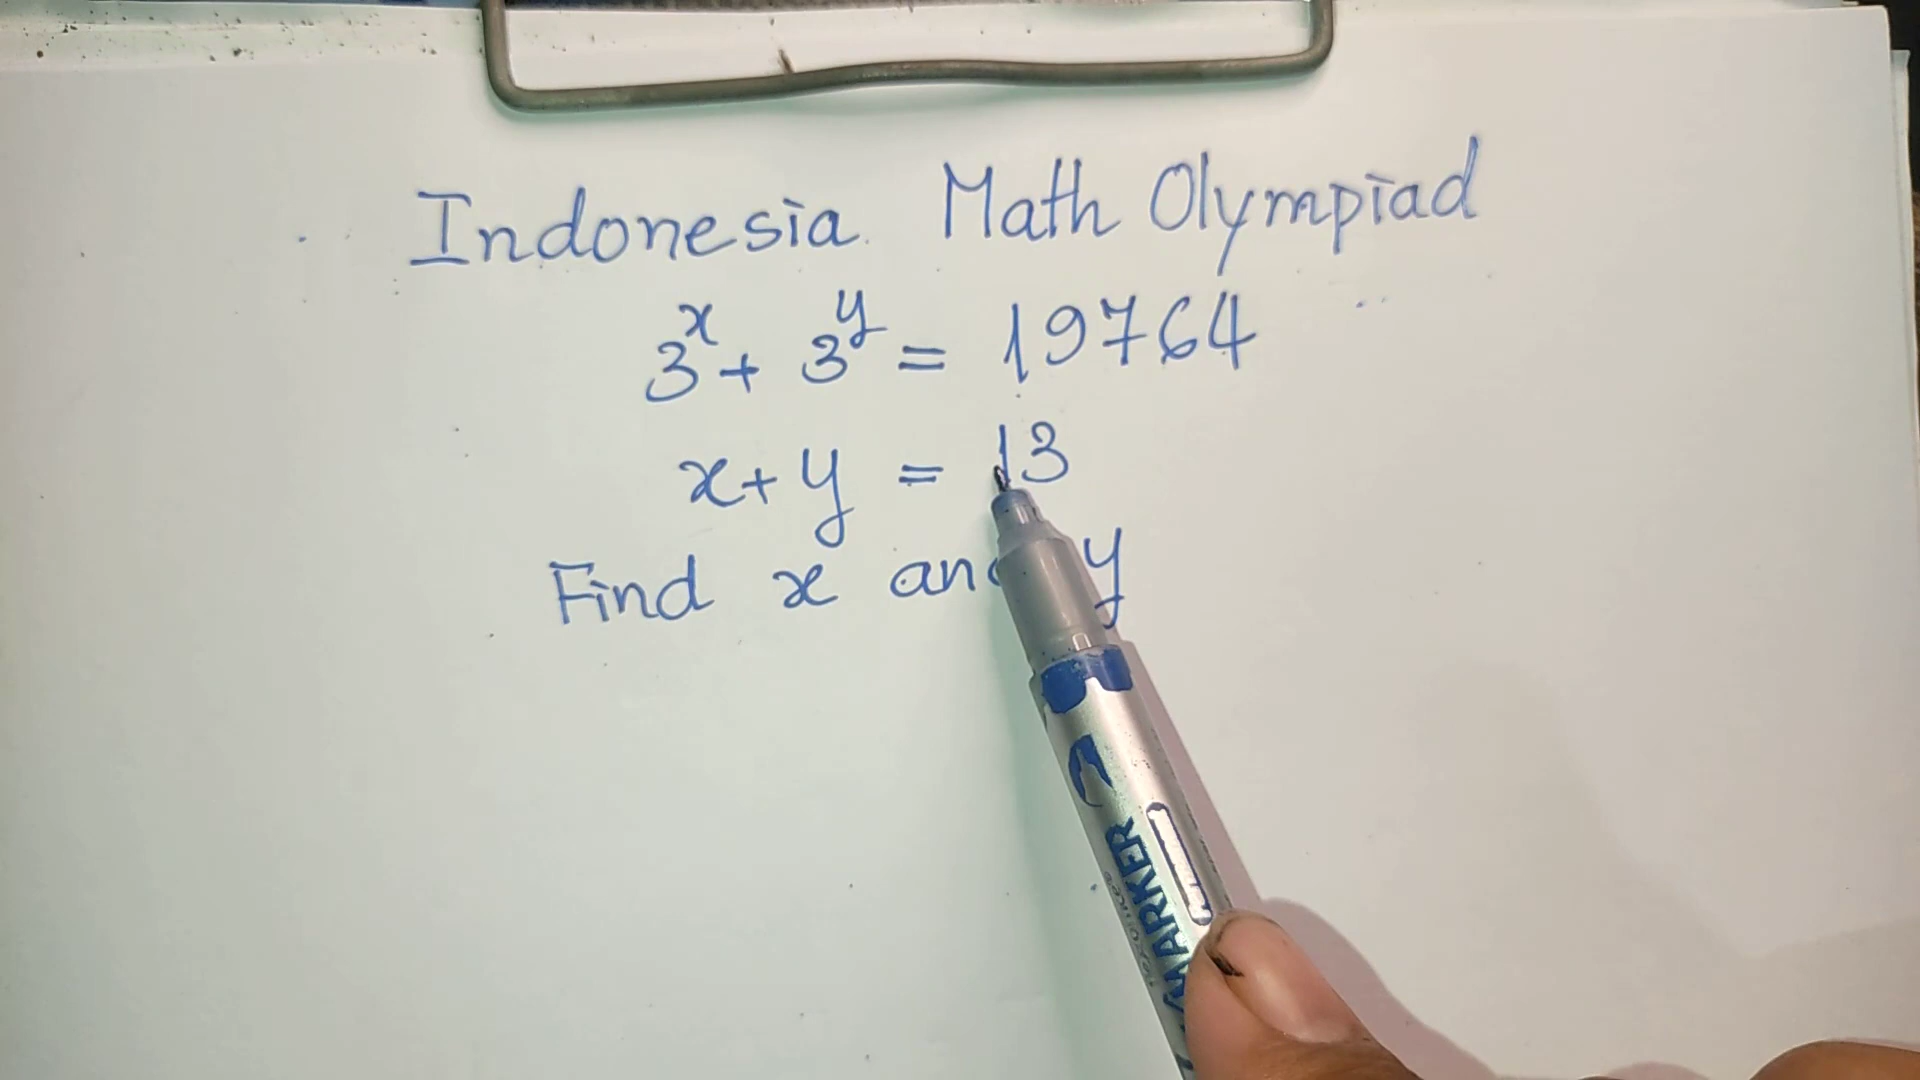 Indonesia Math Olympiad
3^x + 3^y = 19764
x + y = 13
Find x and y
MARKER